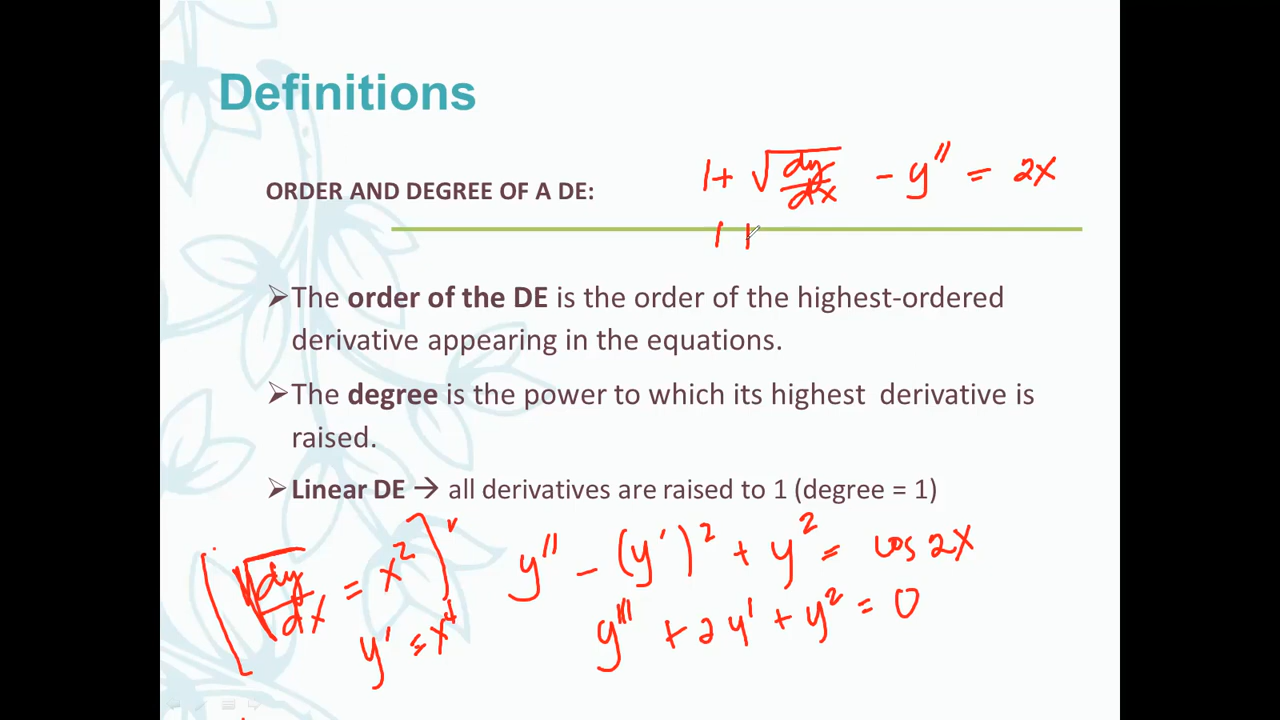 Definitions
1 + √(dy/dx) - y'' = 2x
ORDER AND DEGREE OF A DE:
1 +
➢The order of the DE is the order of the highest-ordered
derivative appearing in the equations.
➢The degree is the power to which its highest derivative is
raised.
➢Linear DE → all derivatives are raised to 1 (degree = 1)
[√(dy/dx) = x²]
y' = x⁴
y'' - (y')² + y² = cos 2x
y''' + 2y' + y² = 0